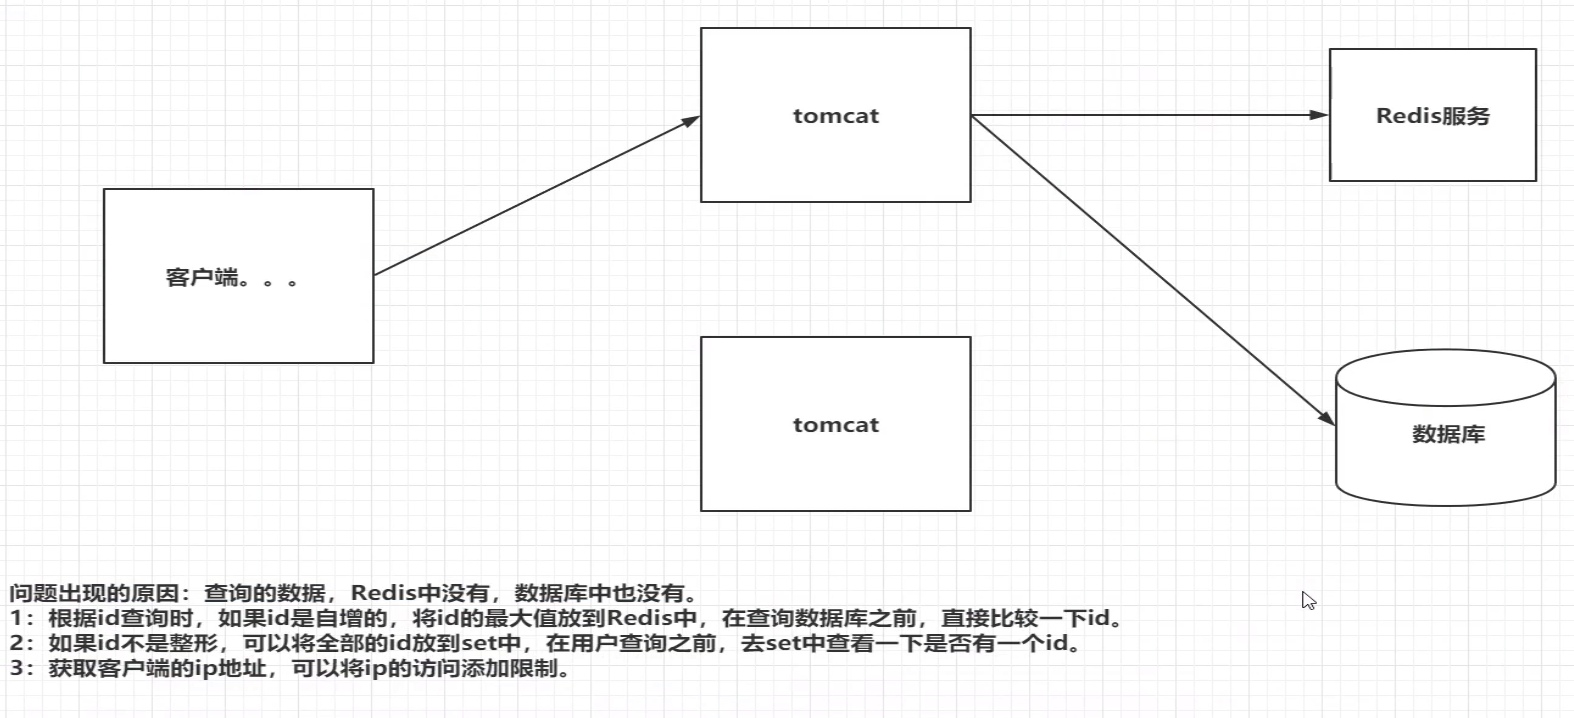 tomcat
Redis服务
客户端。。。
tomcat
数据库
问题出现的原因：查询的数据，Redis中没有，数据库中也没有。
1：根据id查询时，如果id是自增的，将id的最大值放到Redis中，在查询数据库之前，直接比较一下id。
2：如果id不是整形，可以将全部的id放到set中，在用户查询之前，去set中查看一下是否有一个id。
3：获取客户端的ip地址，可以将ip的访问添加限制。